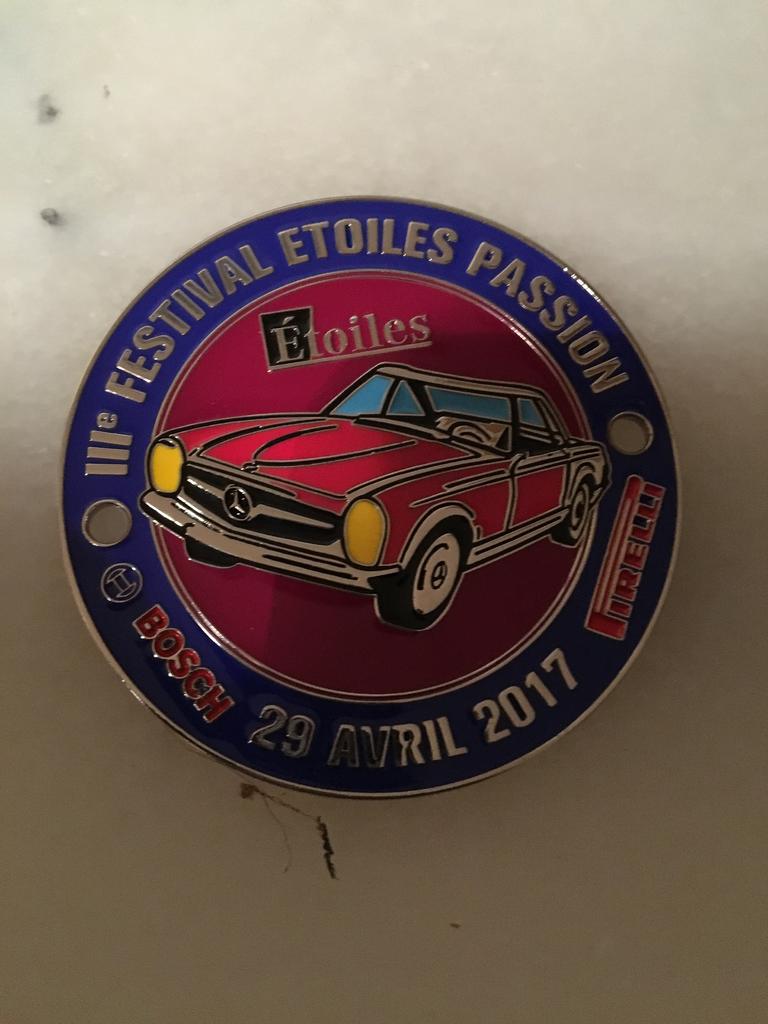 IIIe FESTIVAL ETOILES PASSION
Étoiles
BOSCH
29 AVRIL 2017
PIRELLI